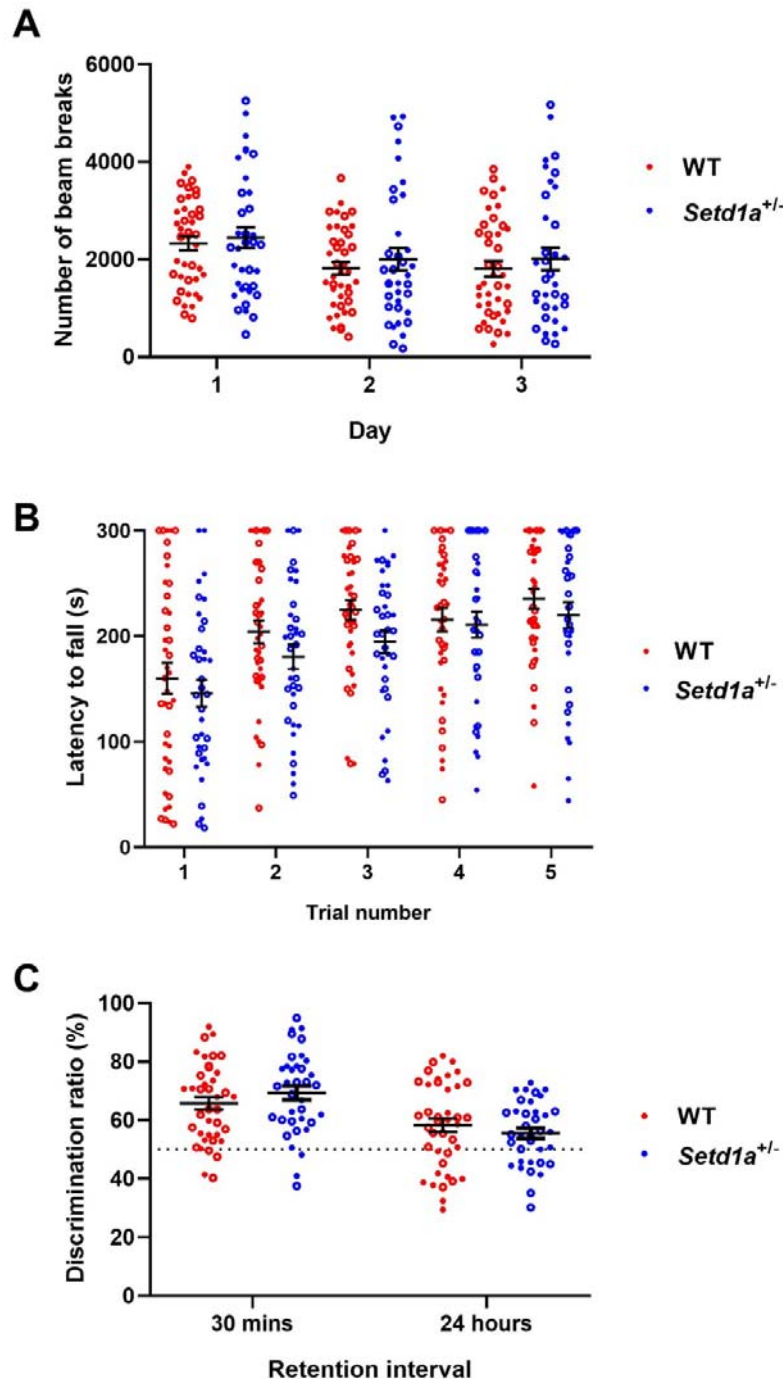 A
Number of beam breaks
6000
4000
2000
0
1 2 3
Day
WT
Setd1a+/-
B
Latency to fall (s)
300
200
100
0
1 2 3 4 5
Trial number
WT
Setd1a+/-
C
Discrimination ratio (%)
100
80
60
40
20
0
30 mins 24 hours
Retention interval
WT
Setd1a+/-